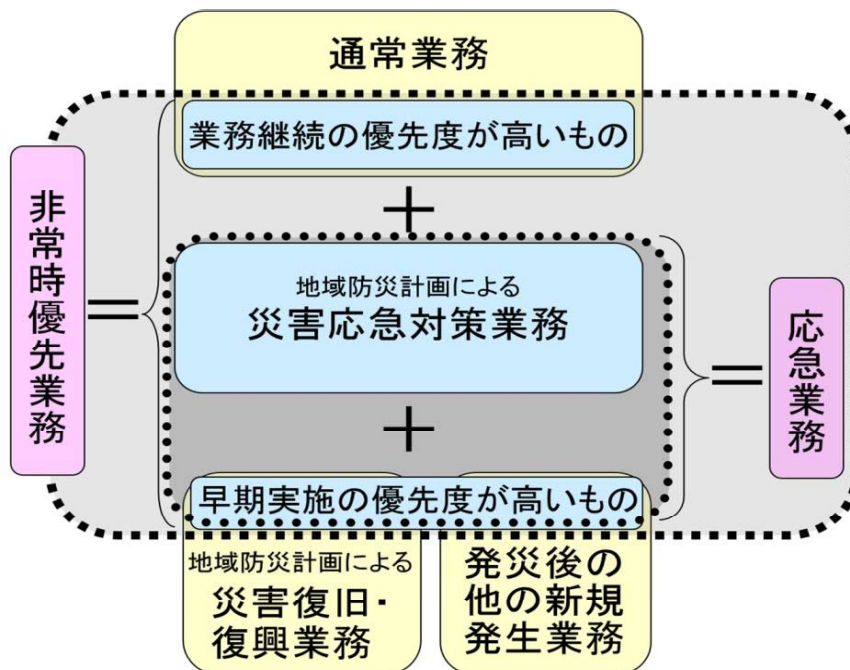 通常業務
業務継続の優先度が高いもの
＋
非常時優先業務
＝
地域防災計画による
災害応急対策業務
＝
応急業務
＋
早期実施の優先度が高いもの
地域防災計画による
災害復旧・
復興業務
発災後の
他の新規
発生業務